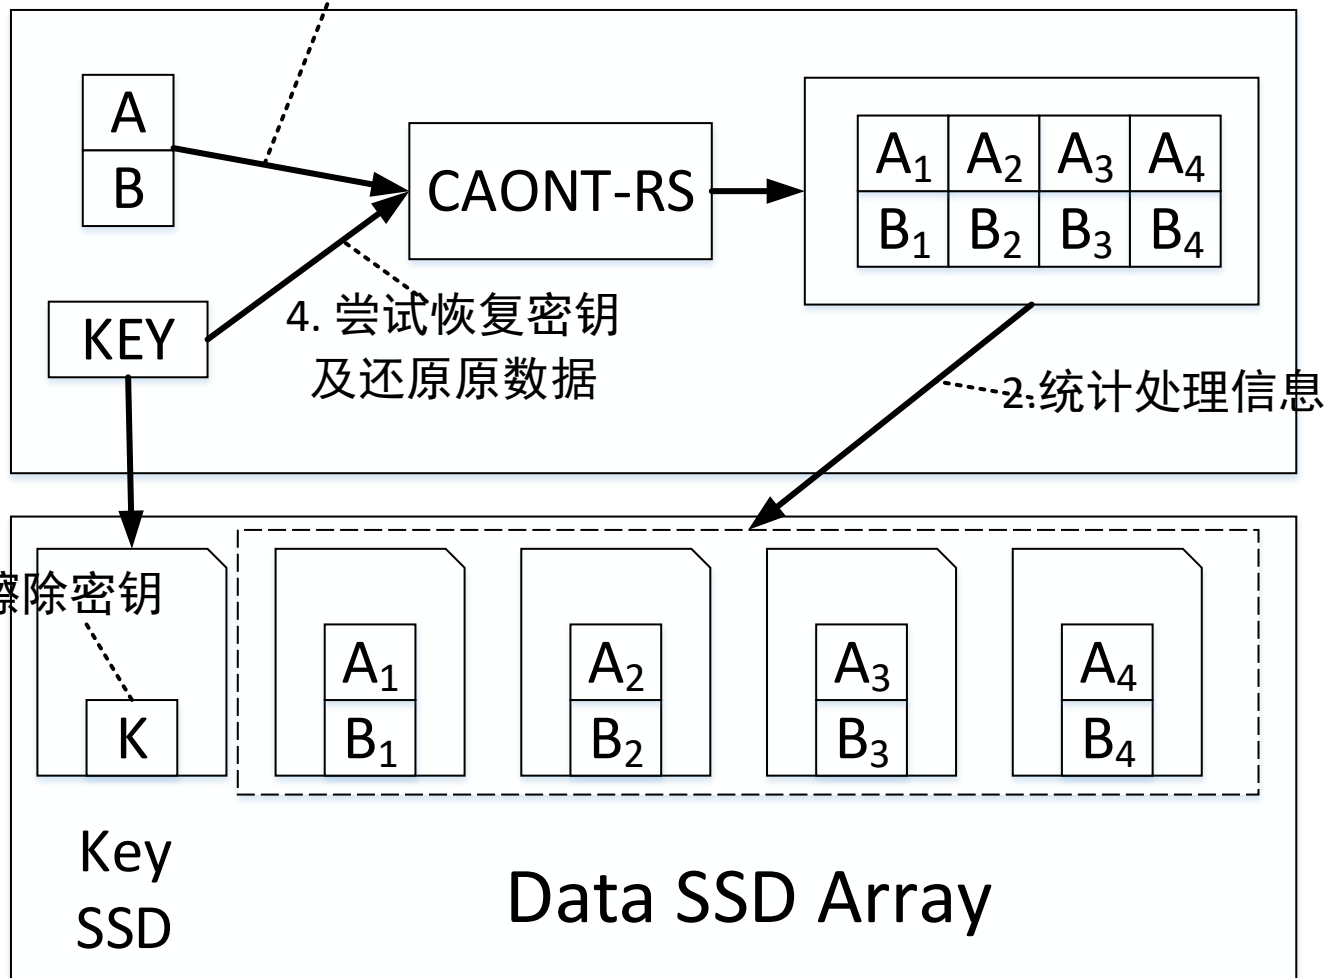 A
B
CAONT-RS
A1 A2 A3 A4
B1 B2 B3 B4
KEY
4. 尝试恢复密钥
及还原原数据
2.统计处理信息
擦除密钥
K
A1
B1
A2
B2
A3
B3
A4
B4
Key
SSD
Data SSD Array